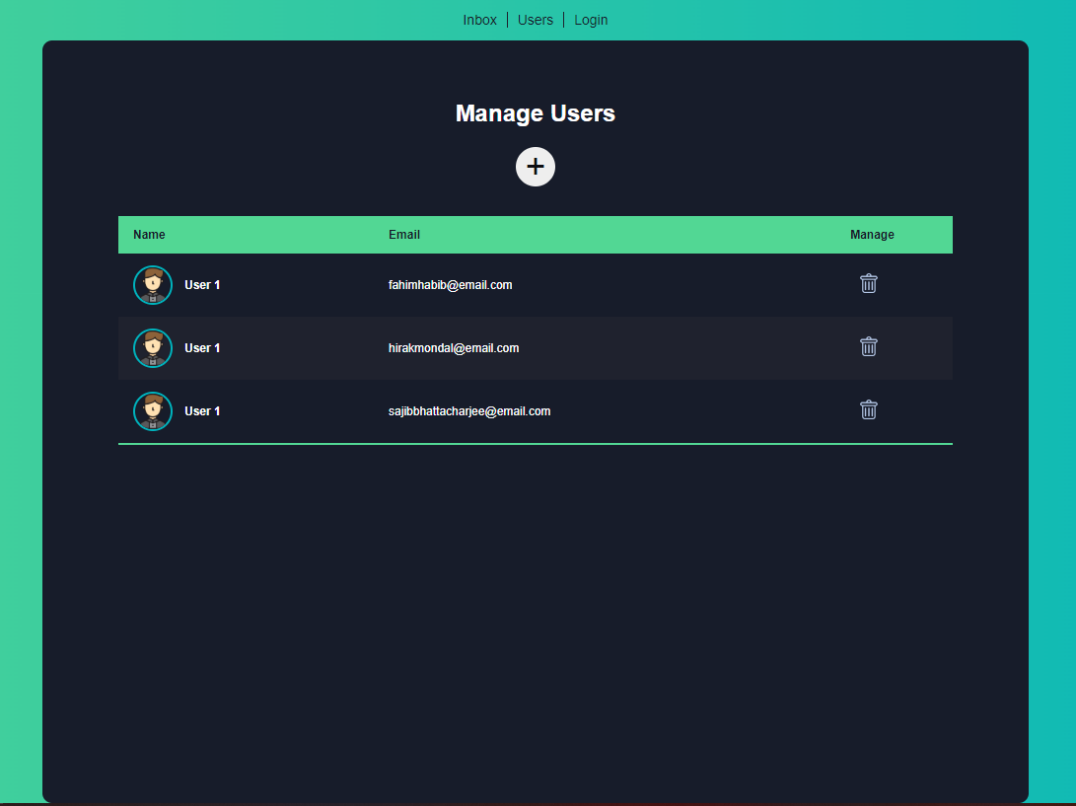 Inbox | Users | Login
Manage Users
+
Name Email Manage
User 1 fahimhabib@email.com
User 1 hirakmondal@email.com
User 1 sajibbhattacharjee@email.com